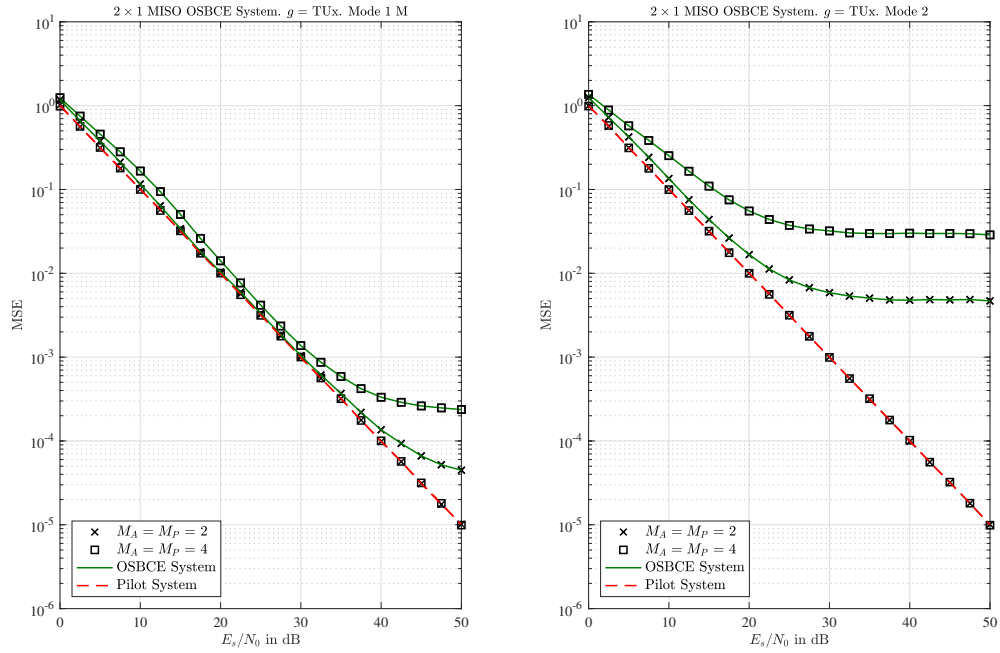 2 × 1 MISO OSBCE System. g = TUx. Mode 1 M
10^1
10^0
10^-1
10^-2
10^-3
10^-4
10^-5
10^-6
MSE
0 10 20 30 40 50
E_s/N_0 in dB
M_A = M_P = 2
M_A = M_P = 4
OSBCE System
Pilot System
2 × 1 MISO OSBCE System. g = TUx. Mode 2
10^1
10^0
10^-1
10^-2
10^-3
10^-4
10^-5
10^-6
MSE
0 10 20 30 40 50
E_s/N_0 in dB
M_A = M_P = 2
M_A = M_P = 4
OSBCE System
Pilot System